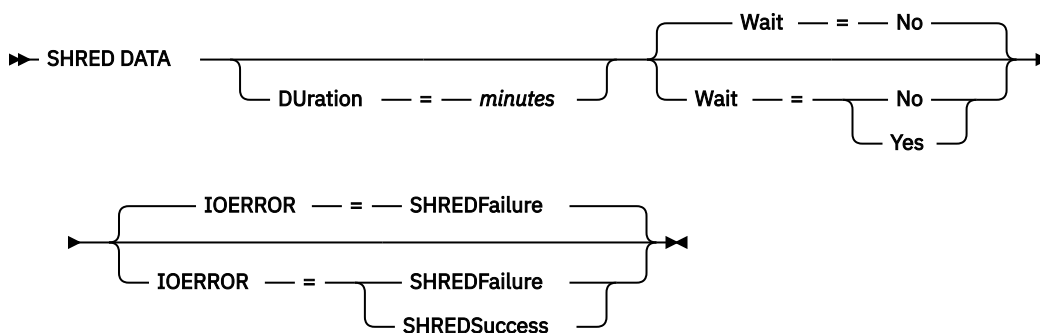 Wait = No
SHRED DATA
DUration = minutes
Wait = No
Yes
IOERROR = SHREDFailure
IOERROR = SHREDFailure
SHREDSuccess